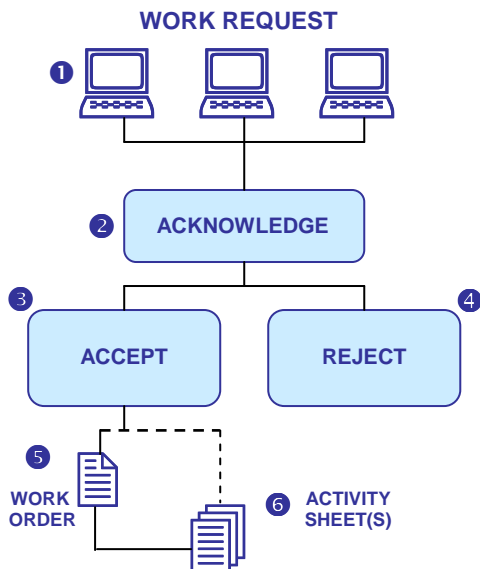 WORK REQUEST
1
2
ACKNOWLEDGE
3
4
ACCEPT
REJECT
5
WORK
ORDER
6
ACTIVITY
SHEET(S)